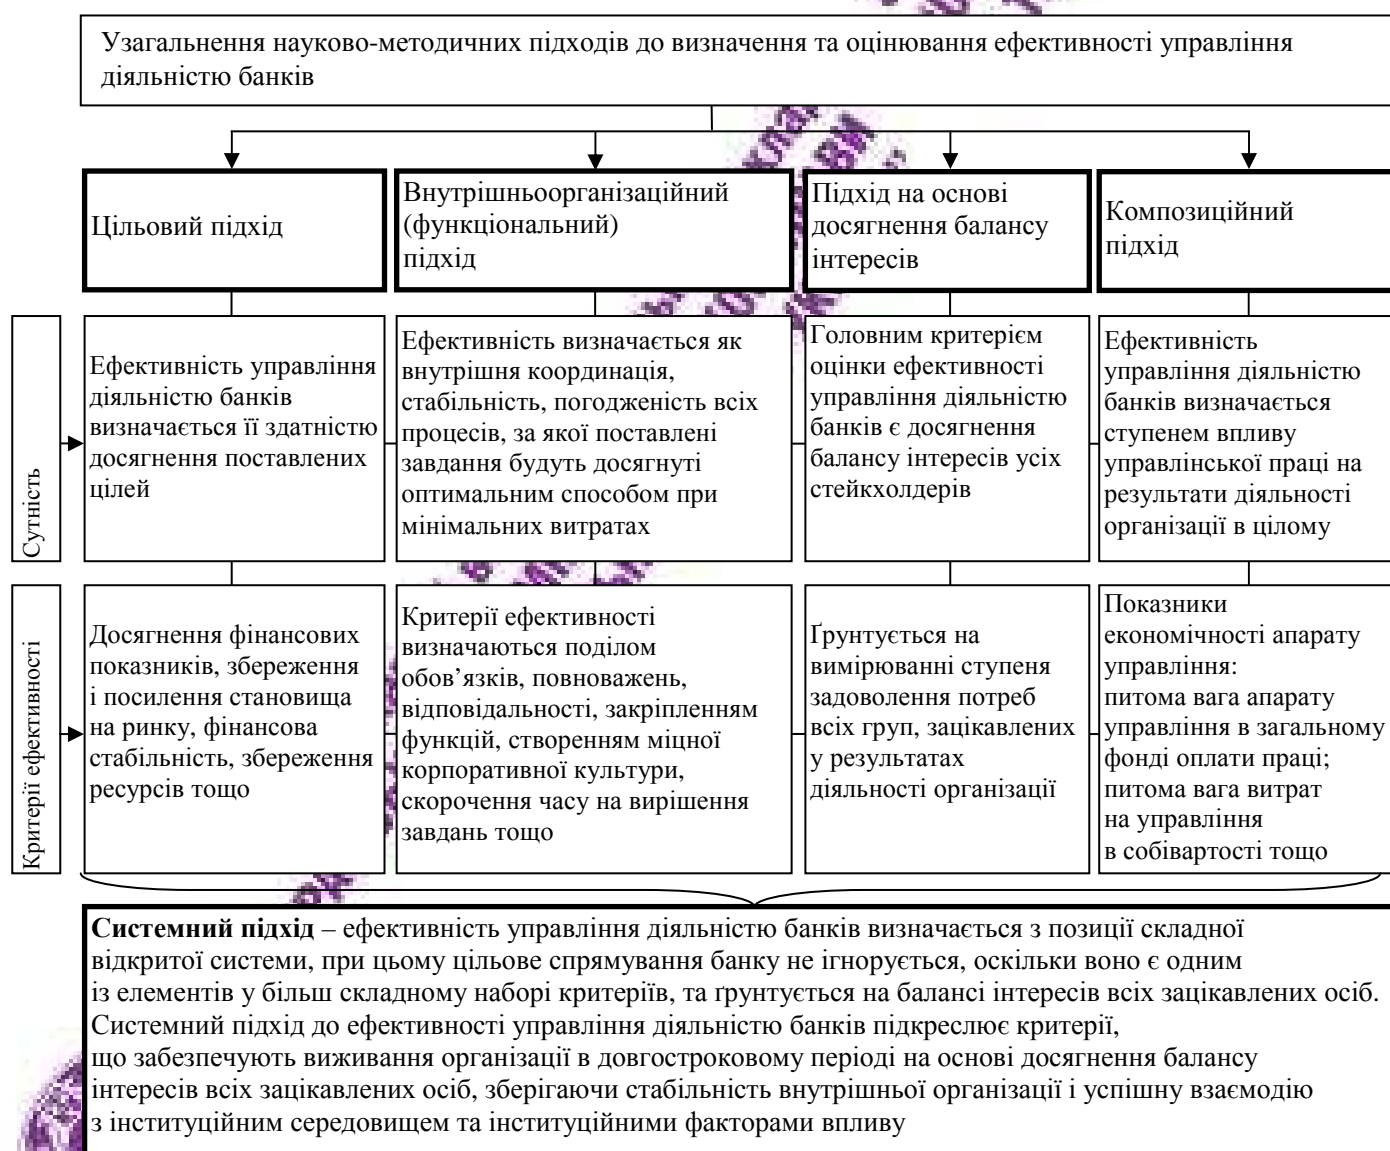 Узагальнення науково-методичних підходів до визначення та оцінювання ефективності управління
діяльністю банків
Цільовий підхід
Внутрішньоорганізаційний
(функціональний)
підхід
Підхід на основі
досягнення балансу
інтересів
Композиційний
підхід
Сутність
Ефективність управління
діяльністю банків
визначається її здатністю
досягнення поставлених
цілей
Ефективність визначається як
внутрішня координація,
стабільність, погодженість всіх
процесів, за якої поставлені
завдання будуть досягнуті
оптимальним способом при
мінімальних витратах
Головним критерієм
оцінки ефективності
управління діяльністю
банків є досягнення
балансу інтересів усіх
стейкхолдерів
Ефективність
управління діяльністю
банків визначається
ступенем впливу
управлінської праці на
результати діяльності
організації в цілому
Критерії ефективності
Досягнення фінансових
показників, збереження
і посилення становища
на ринку, фінансова
стабільність, збереження
ресурсів тощо
Критерії ефективності
визначаються поділом
обов’язків, повноважень,
відповідальності, закріпленням
функцій, створенням міцної
корпоративної культури,
скорочення часу на вирішення
завдань тощо
Ґрунтується на
вимірюванні ступеня
задоволення потреб
всіх груп, зацікавлених
у результатах
діяльності організації
Показники
економічності апарату
управління:
питома вага апарату
управління в загальному
фонді оплати праці;
питома вага витрат
на управління
в собівартості тощо
Системний підхід – ефективність управління діяльністю банків визначається з позиції складної
відкритої системи, при цьому цільове спрямування банку не ігнорується, оскільки воно є одним
із елементів у більш складному наборі критеріїв, та ґрунтується на балансі інтересів всіх зацікавлених осіб.
Системний підхід до ефективності управління діяльністю банків підкреслює критерії,
що забезпечують виживання організації в довгостроковому періоді на основі досягнення балансу
інтересів всіх зацікавлених осіб, зберігаючи стабільність внутрішньої організації і успішну взаємодію
з інституційним середовищем та інституційними факторами впливу